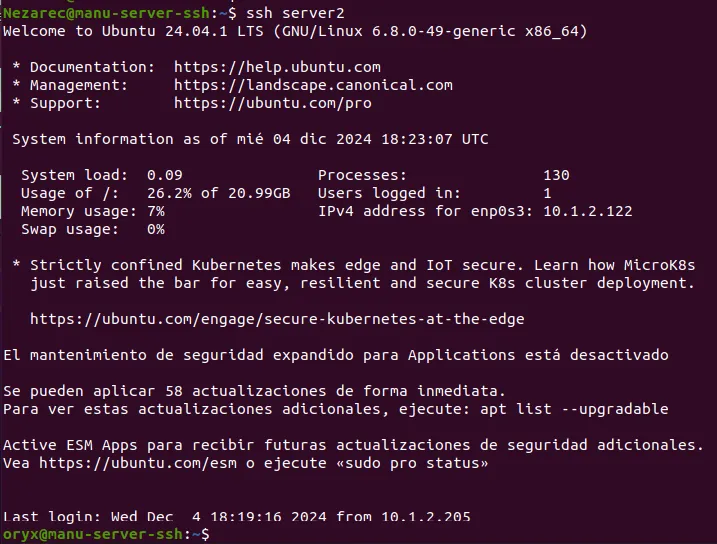 Nezarec@manu-server-ssh:~$ ssh server2
Welcome to Ubuntu 24.04.1 LTS (GNU/Linux 6.8.0-49-generic x86_64)
* Documentation:  https://help.ubuntu.com
* Management:     https://landscape.canonical.com
* Support:        https://ubuntu.com/pro
System information as of mié 04 dic 2024 18:23:07 UTC
System load:  0.09               Processes:               130
Usage of /:   26.2% of 20.99GB   Users logged in:         1
Memory usage: 7%                 IPv4 address for enp0s3: 10.1.2.122
Swap usage:   0%
* Strictly confined Kubernetes makes edge and IoT secure. Learn how MicroK8s
just raised the bar for easy, resilient and secure K8s cluster deployment.
https://ubuntu.com/engage/secure-kubernetes-at-the-edge
El mantenimiento de seguridad expandido para Applications está desactivado
Se pueden aplicar 58 actualizaciones de forma inmediata.
Para ver estas actualizaciones adicionales, ejecute: apt list --upgradable
Active ESM Apps para recibir futuras actualizaciones de seguridad adicionales.
Vea https://ubuntu.com/esm o ejecute «sudo pro status»
Last login: Wed Dec  4 18:19:16 2024 from 10.1.2.205
oryx@manu-server-ssh:~$